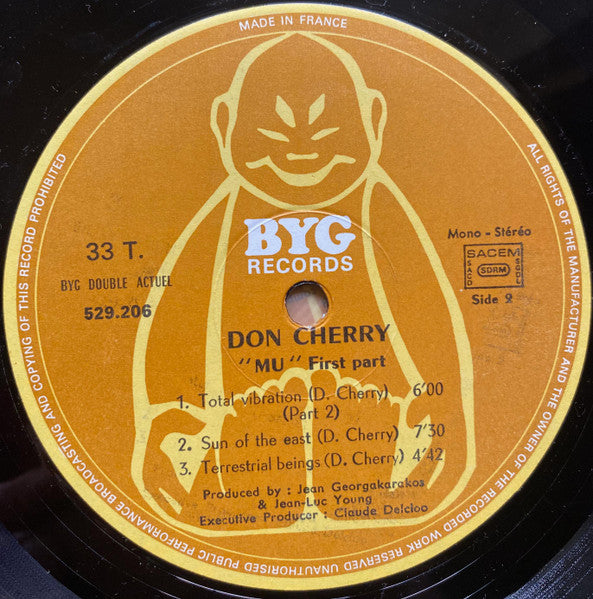 MADE IN FRANCE
ALL RIGHTS OF THE MANUFACTURER AND OF THE OWNER OF THE RECORDED WORK RESERVED UNAUTHORISED PUBLIC PERFORMANCE BROADCASTING AND COPYING OF THIS RECORD PROHIBITED
BYG
RECORDS
33 T.
BYG DOUBLE ACTUEL
529.206
Mono - Stéréo
SACEM
SACD SDRM SGDL
Side 2
DON CHERRY
"MU" First part
1. Total vibration (D. Cherry) 6'00
(Part 2)
2. Sun of the east (D. Cherry) 7'30
3. Terrestrial beings (D. Cherry) 4'42
Produced by : Jean Georgakarakos
& Jean-Luc Young
Executive Producer : Claude Delcloo